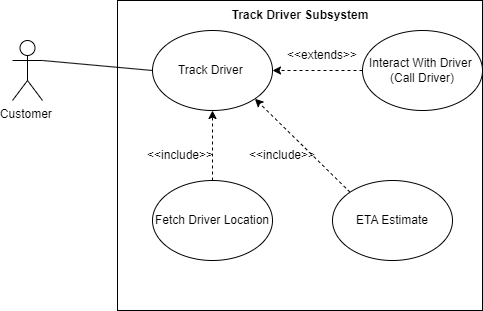 Track Driver Subsystem
<<extends>>
Track Driver
Interact With Driver
(Call Driver)
Customer
<<include>>
<<include>>
Fetch Driver Location
ETA Estimate